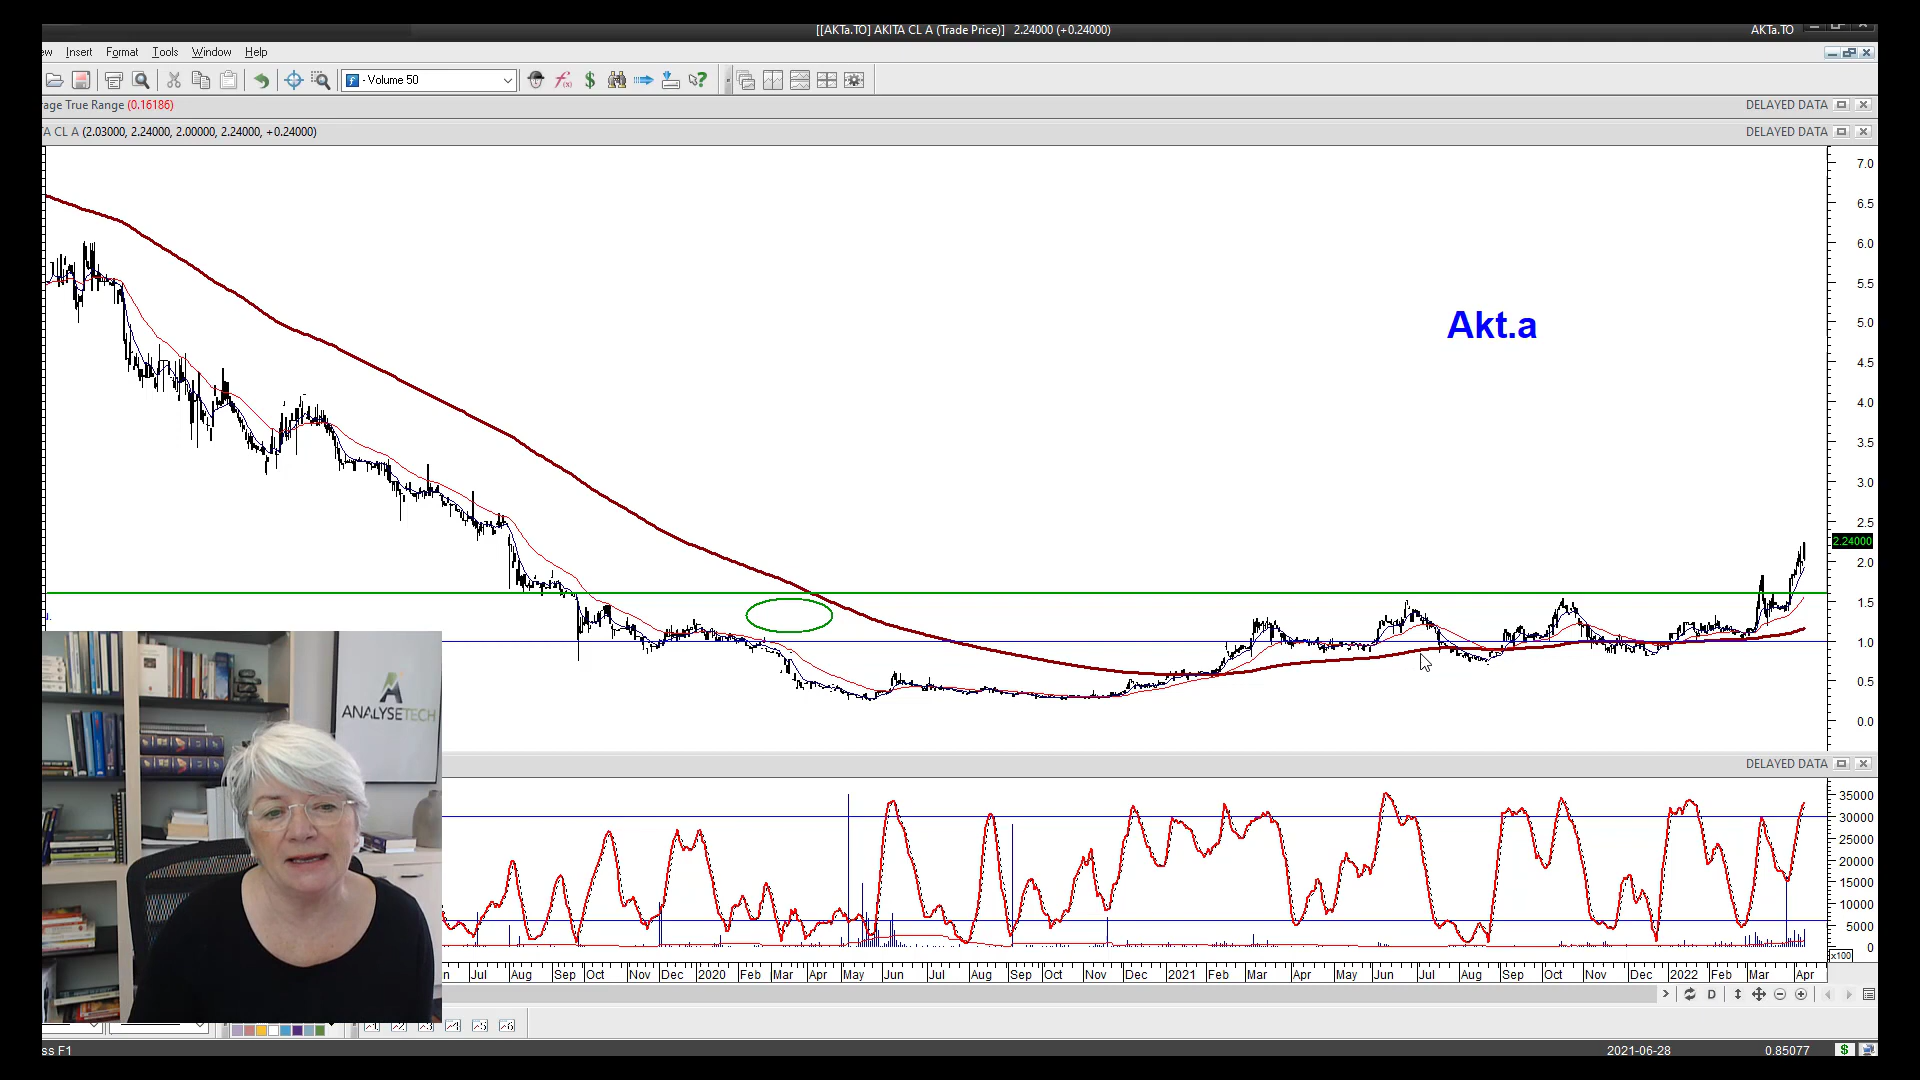 [[AKTa.TO] AKITA CL A (Trade Price)] 2.24000 (+0.24000)
AKTa.TO
ew Insert Format Tools Window Help
- Volume 50
rage True Range (0.16186)
DELAYED DATA
TA CL A (2.03000, 2.24000, 2.00000, 2.24000, +0.24000)
DELAYED DATA
7.0
6.5
6.0
5.5
Akt.a
5.0
4.5
4.0
3.5
3.0
2.5
2.24000
2.0
1.5
1.0
0.5
0.0
ANALYSETECH
DELAYED DATA
35000
30000
25000
20000
15000
10000
5000
0
x100
n Jul Aug Sep Oct Nov Dec 2020 Feb Mar Apr May Jun Jul Aug Sep Oct Nov Dec 2021 Feb Mar Apr May Jun Jul Aug Sep Oct Nov Dec 2022 Feb Mar Apr
D
ss F1
2021-06-28
0.85077